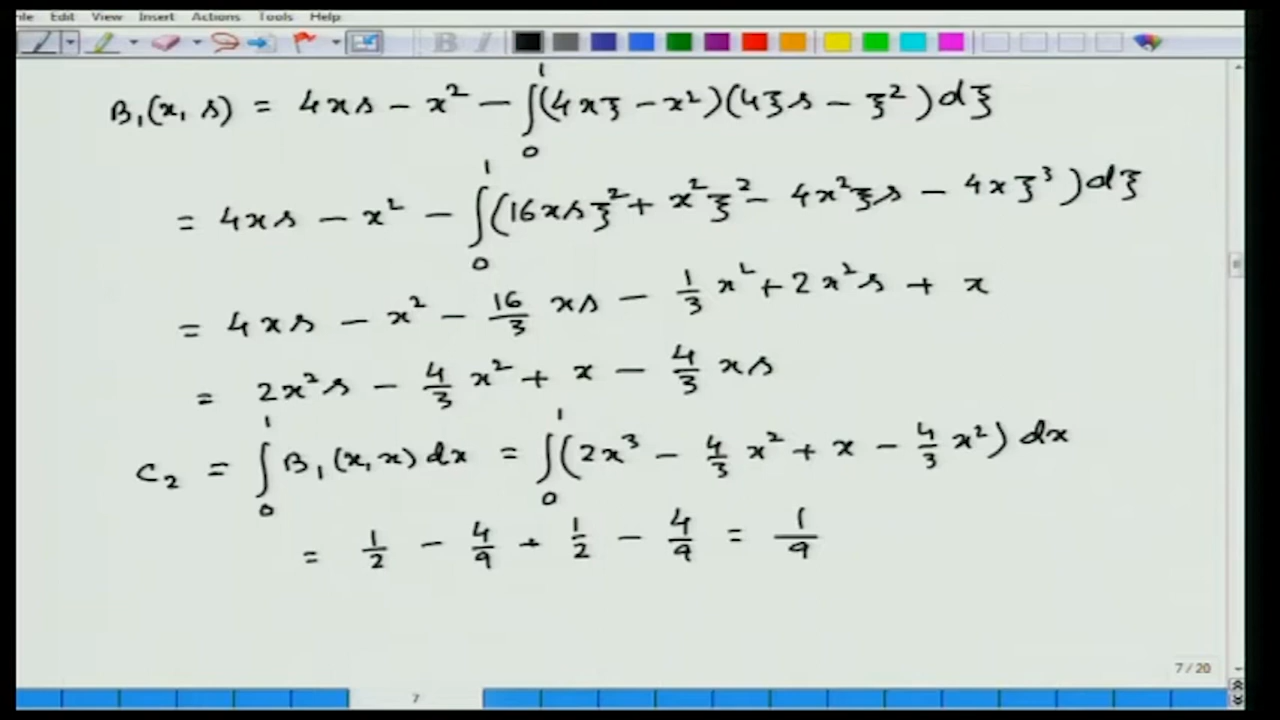 File Edit View Insert Actions Tools Help
B₁(x, s) = 4xs − x² − ∫₀¹(4xξ − x²)(4ξs − ξ²)dξ
= 4xs − x² − ∫₀¹(16xsξ² + x²ξ² − 4x²ξs − 4xξ³)dξ
= 4xs − x² − 16/3 xs − 1/3 x² + 2x²s + x
= 2x²s − 4/3 x² + x − 4/3 xs
C₂ = ∫₀¹ B₁(x,x)dx = ∫₀¹(2x³ − 4/3 x² + x − 4/3 x²)dx
= 1/2 − 4/9 + 1/2 − 4/9 = 1/9
7 / 20
7